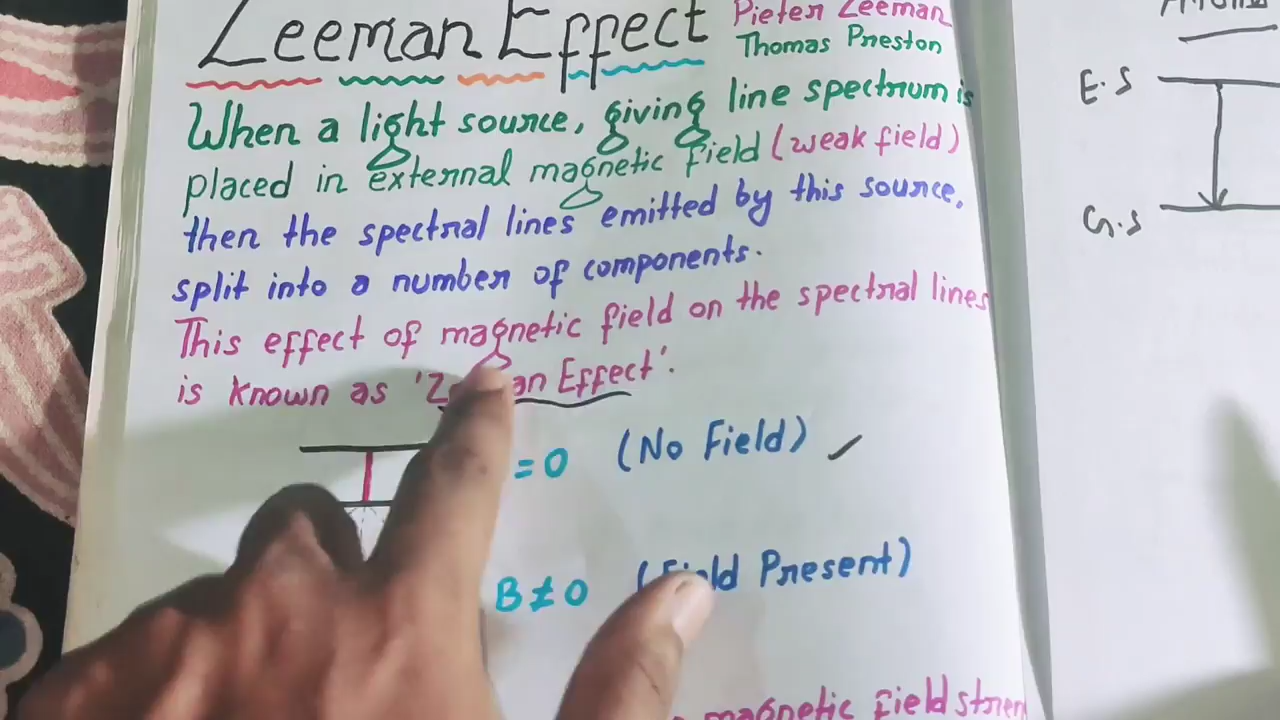 Zeeman Effect
Pieter Zeeman
Thomas Preston
When a light source, giving line spectrum is
placed in external magnetic field (weak field)
then the spectral lines emitted by this source,
split into a number of components.
This effect of magnetic field on the spectral lines
is known as 'Zeeman Effect'.
=0 (No Field)
B≠0 (Field Present)
magnetic field stren
E.S
G.S